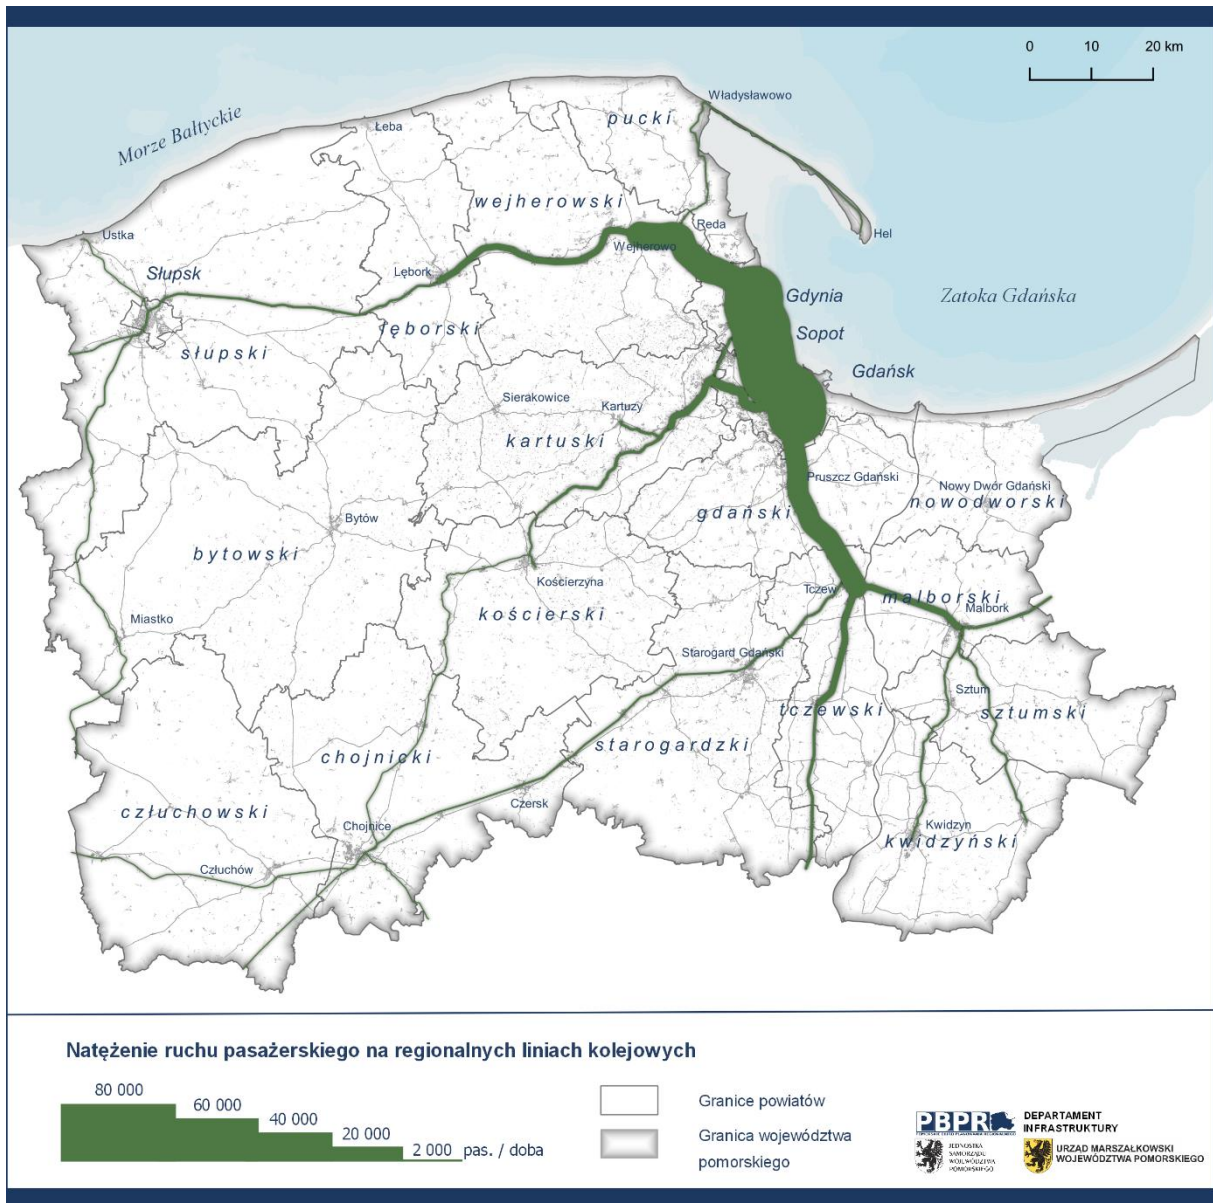 0 10 20 km
Władysławowo
pucki
Łeba
Morze Bałtyckie
wejherowski
Reda
Ustka
Hel
Wejherowo
Słupsk
Lębork
Gdynia
Zatoka Gdańska
lęborski
Sopot
słupski
Gdańsk
Sierakowice
Kartuzy
kartuski
Pruszcz Gdański
Nowy Dwór Gdański
nowodworski
gdański
Bytów
bytowski
Kościerzyna
Tczew
malborski
Malbork
kościerski
Miastko
Starogard Gdański
Sztum
tczewski
sztumski
starogardzki
chojnicki
Czersk
człuchowski
Chojnice
Kwidzyn
kwidzyński
Człuchów
Natężenie ruchu pasażerskiego na regionalnych liniach kolejowych
80 000
60 000
40 000
20 000
2 000 pas. / doba
Granice powiatów
Granica województwa
pomorskiego
PBPR
JEDNOSTKA
SAMORZĄDU
WOJEWÓDZTWA
POMORSKIEGO
DEPARTAMENT
INFRASTRUKTURY
URZĄD MARSZAŁKOWSKI
WOJEWÓDZTWA POMORSKIEGO